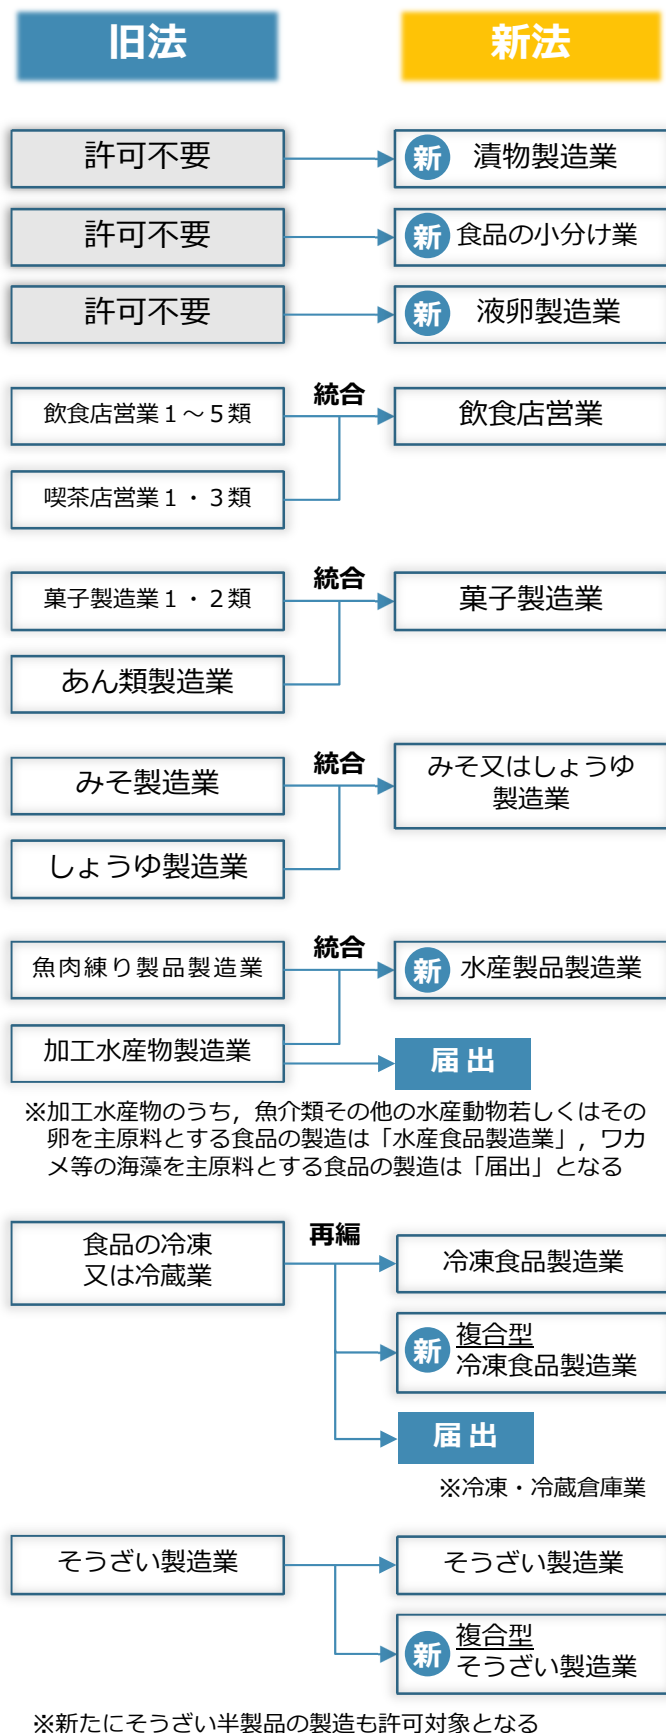 旧法 新法
許可不要 新 漬物製造業
許可不要 新 食品の小分け業
許可不要 新 液卵製造業
飲食店営業１～５類 統合 飲食店営業
喫茶店営業１・３類
菓子製造業１・２類 統合 菓子製造業
あん類製造業
みそ製造業 統合 みそ又はしょうゆ
製造業
しょうゆ製造業
魚肉練り製品製造業 統合 新 水産製品製造業
加工水産物製造業 届出
※加工水産物のうち，魚介類その他の水産動物若しくはその
卵を主原料とする食品の製造は「水産食品製造業」，ワカ
メ等の海藻を主原料とする食品の製造は「届出」となる
食品の冷凍
又は冷蔵業
再編
冷凍食品製造業
新 複合型
冷凍食品製造業
届出
※冷凍・冷蔵倉庫業
そうざい製造業 そうざい製造業
新 複合型
そうざい製造業
※新たにそうざい半製品の製造も許可対象となる